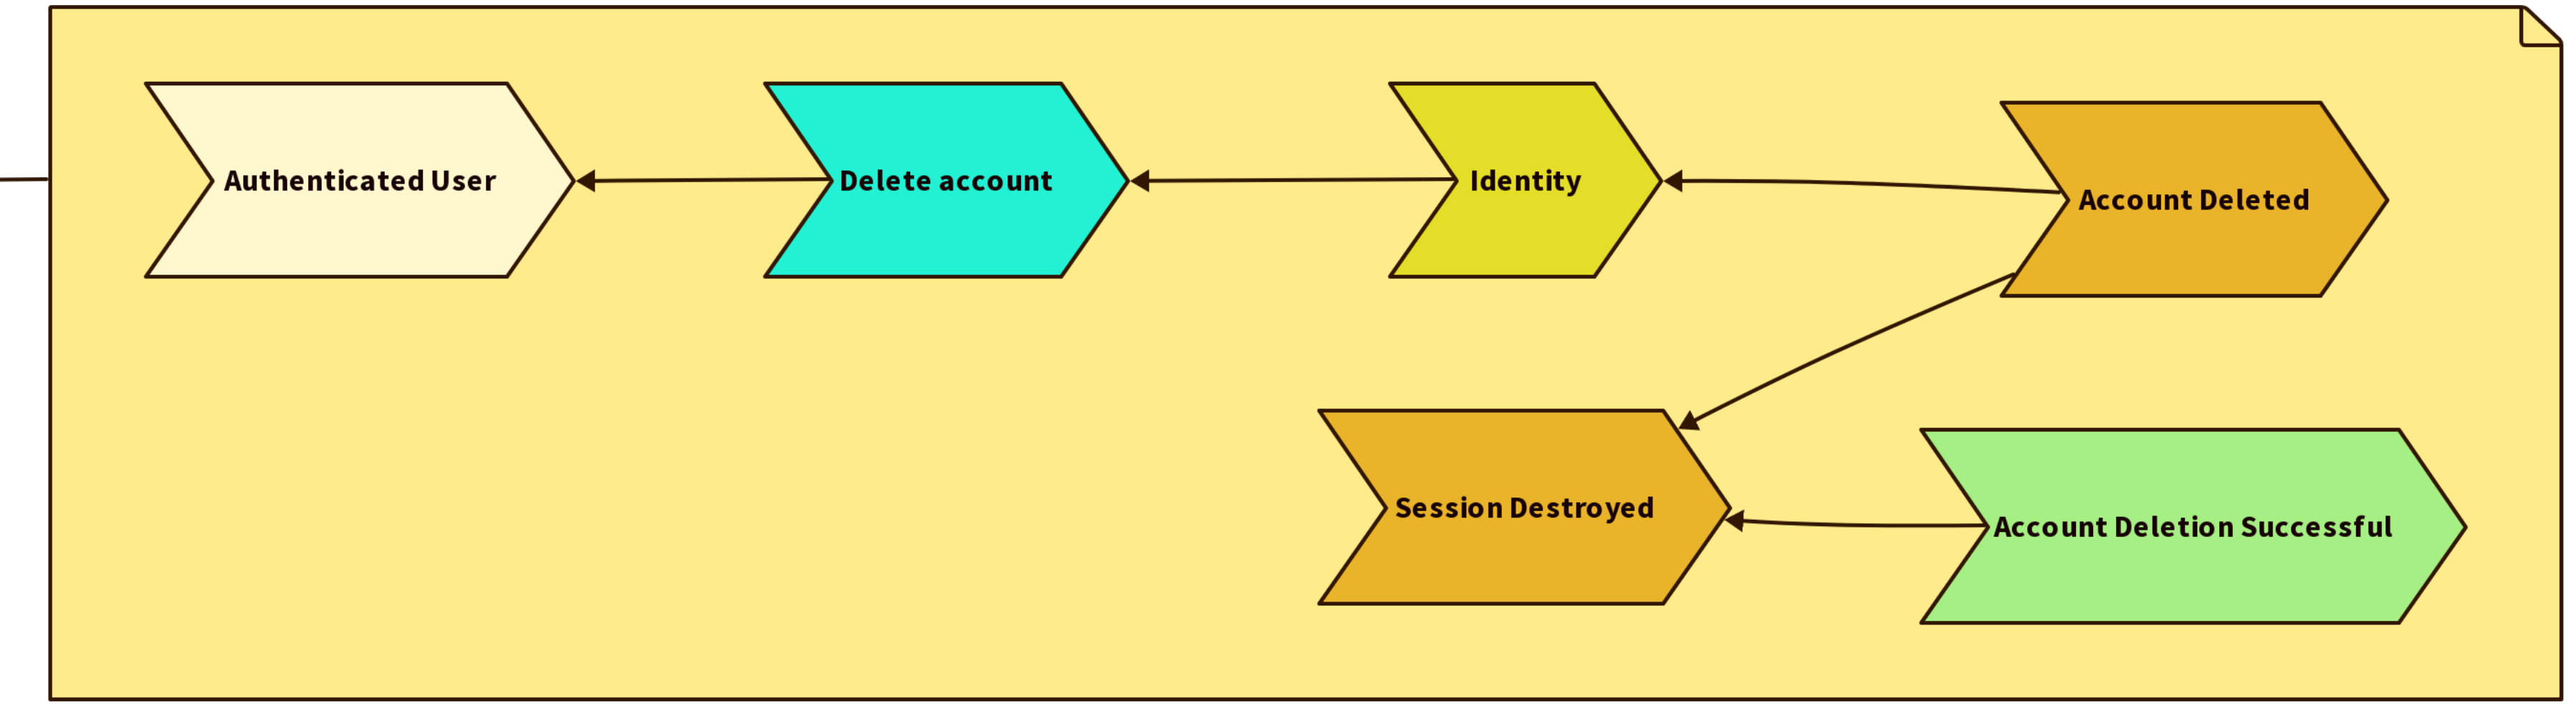 Authenticated User
Delete account
Identity
Account Deleted
Session Destroyed
Account Deletion Successful